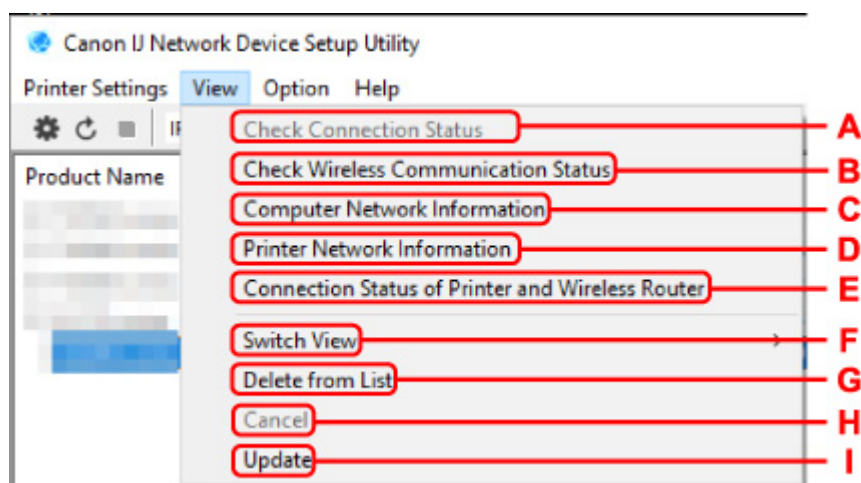 Canon IJ Network Device Setup Utility
Printer Settings View Option Help
Check Connection Status A
Product Name Check Wireless Communication Status B
Computer Network Information C
Printer Network Information D
Connection Status of Printer and Wireless Router E
Switch View > F
Delete from List G
Cancel H
Update I